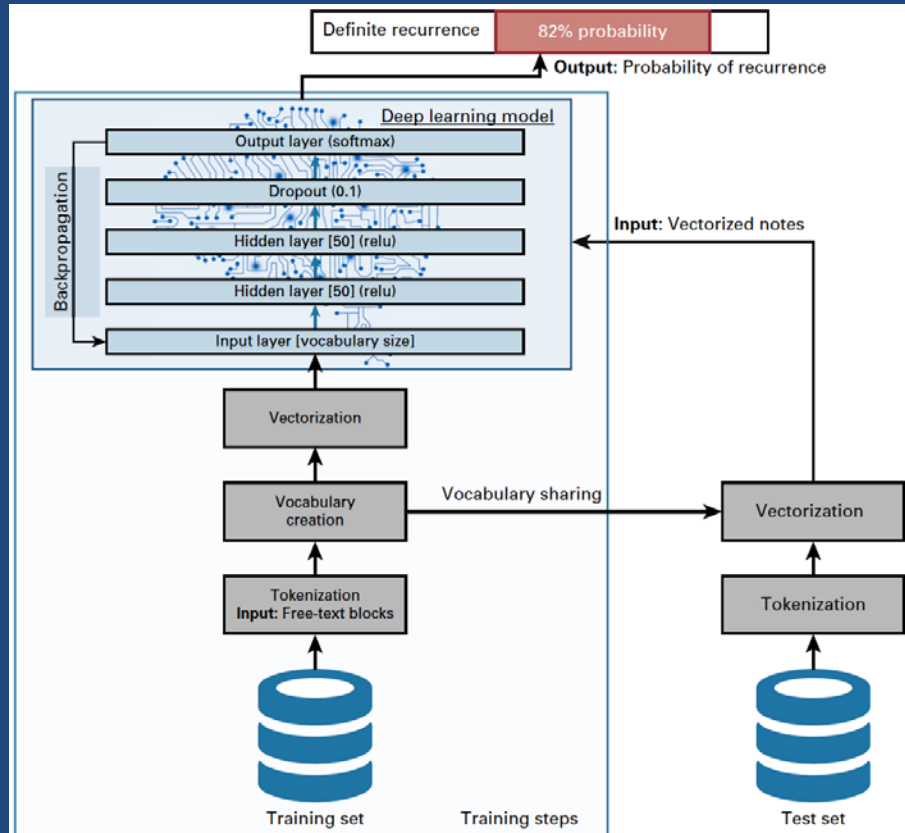 Definite recurrence
82% probability
Output: Probability of recurrence
Deep learning model
Output layer (softmax)
Dropout (0.1)
Hidden layer [50] (relu)
Hidden layer [50] (relu)
Input layer [vocabulary size]
Backpropagation
Input: Vectorized notes
Vectorization
Vocabulary
creation
Vocabulary sharing
Vectorization
Tokenization
Input: Free-text blocks
Tokenization
Training set
Training steps
Test set